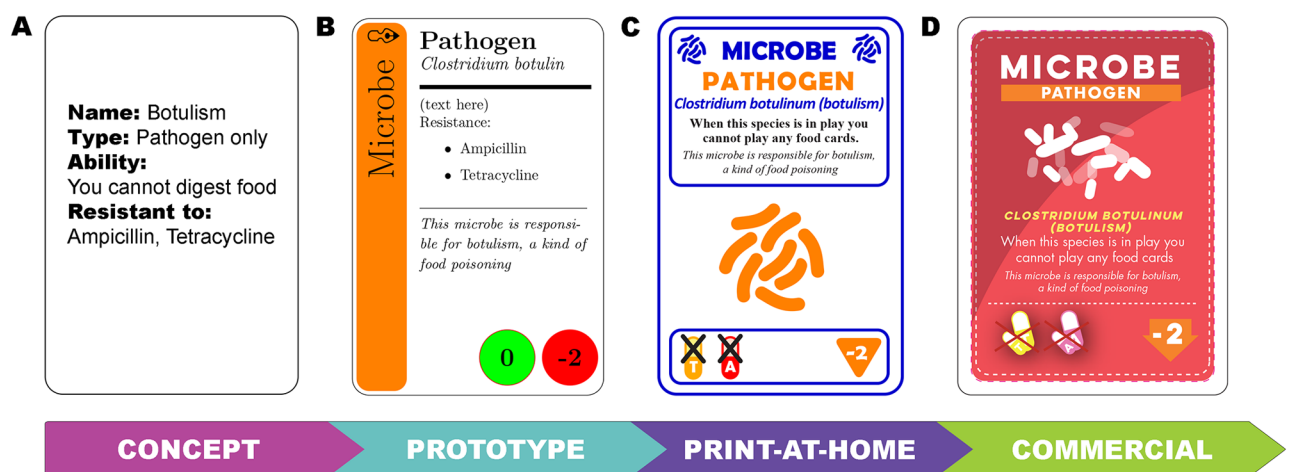 A
Name: Botulism
Type: Pathogen only
Ability:
You cannot digest food
Resistant to:
Ampicillin, Tetracycline
B
Microbe
Pathogen
Clostridium botulin
(text here)
Resistance:
• Ampicillin
• Tetracycline
This microbe is responsi-
ble for botulism, a kind of
food poisoning
0
-2
C
MICROBE
PATHOGEN
Clostridium botulinum (botulism)
When this species is in play you
cannot play any food cards.
This microbe is responsible for botulism,
a kind of food poisoning
T
A
-2
D
MICROBE
PATHOGEN
CLOSTRIDIUM BOTULINUM
(BOTULISM)
When this species is in play you
cannot play any food cards
This microbe is responsible for botulism,
a kind of food poisoning
T
A
-2
CONCEPT
PROTOTYPE
PRINT-AT-HOME
COMMERCIAL